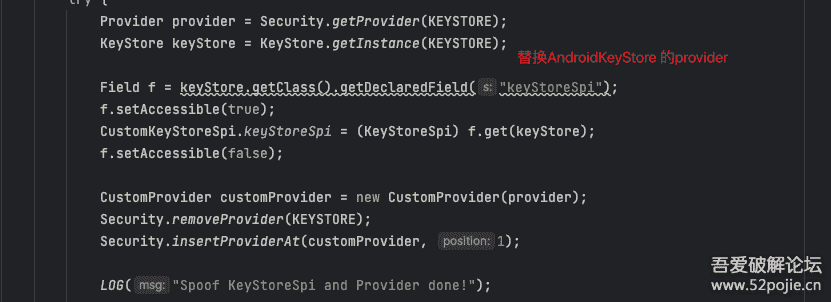 try {
Provider provider = Security.getProvider(KEYSTORE);
KeyStore keyStore = KeyStore.getInstance(KEYSTORE);
替换AndroidKeyStore 的provider
Field f = keyStore.getClass().getDeclaredField( s: "keyStoreSpi");
f.setAccessible(true);
CustomKeyStoreSpi.keyStoreSpi = (KeyStoreSpi) f.get(keyStore);
f.setAccessible(false);
CustomProvider customProvider = new CustomProvider(provider);
Security.removeProvider(KEYSTORE);
Security.insertProviderAt(customProvider, position: 1);
LOG( msg: "Spoof KeyStoreSpi and Provider done!");
吾爱破解论坛
www.52pojie.cn